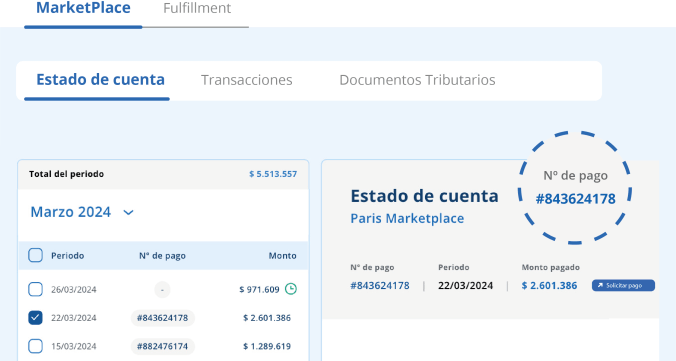 MarketPlace Fulfillment
Estado de cuenta Transacciones Documentos Tributarios
Total del periodo $ 5.513.557
Marzo 2024
Periodo N° de pago Monto
26/03/2024 - $ 971.609
22/03/2024 #843624178 $ 2.601.386
15/03/2024 #882476174 $ 1.289.619
Nº de pago
#843624178
Estado de cuenta
Paris Marketplace
N° de pago Periodo Monto pagado
#843624178 | 22/03/2024 | $ 2.601.386 Solicitar pago